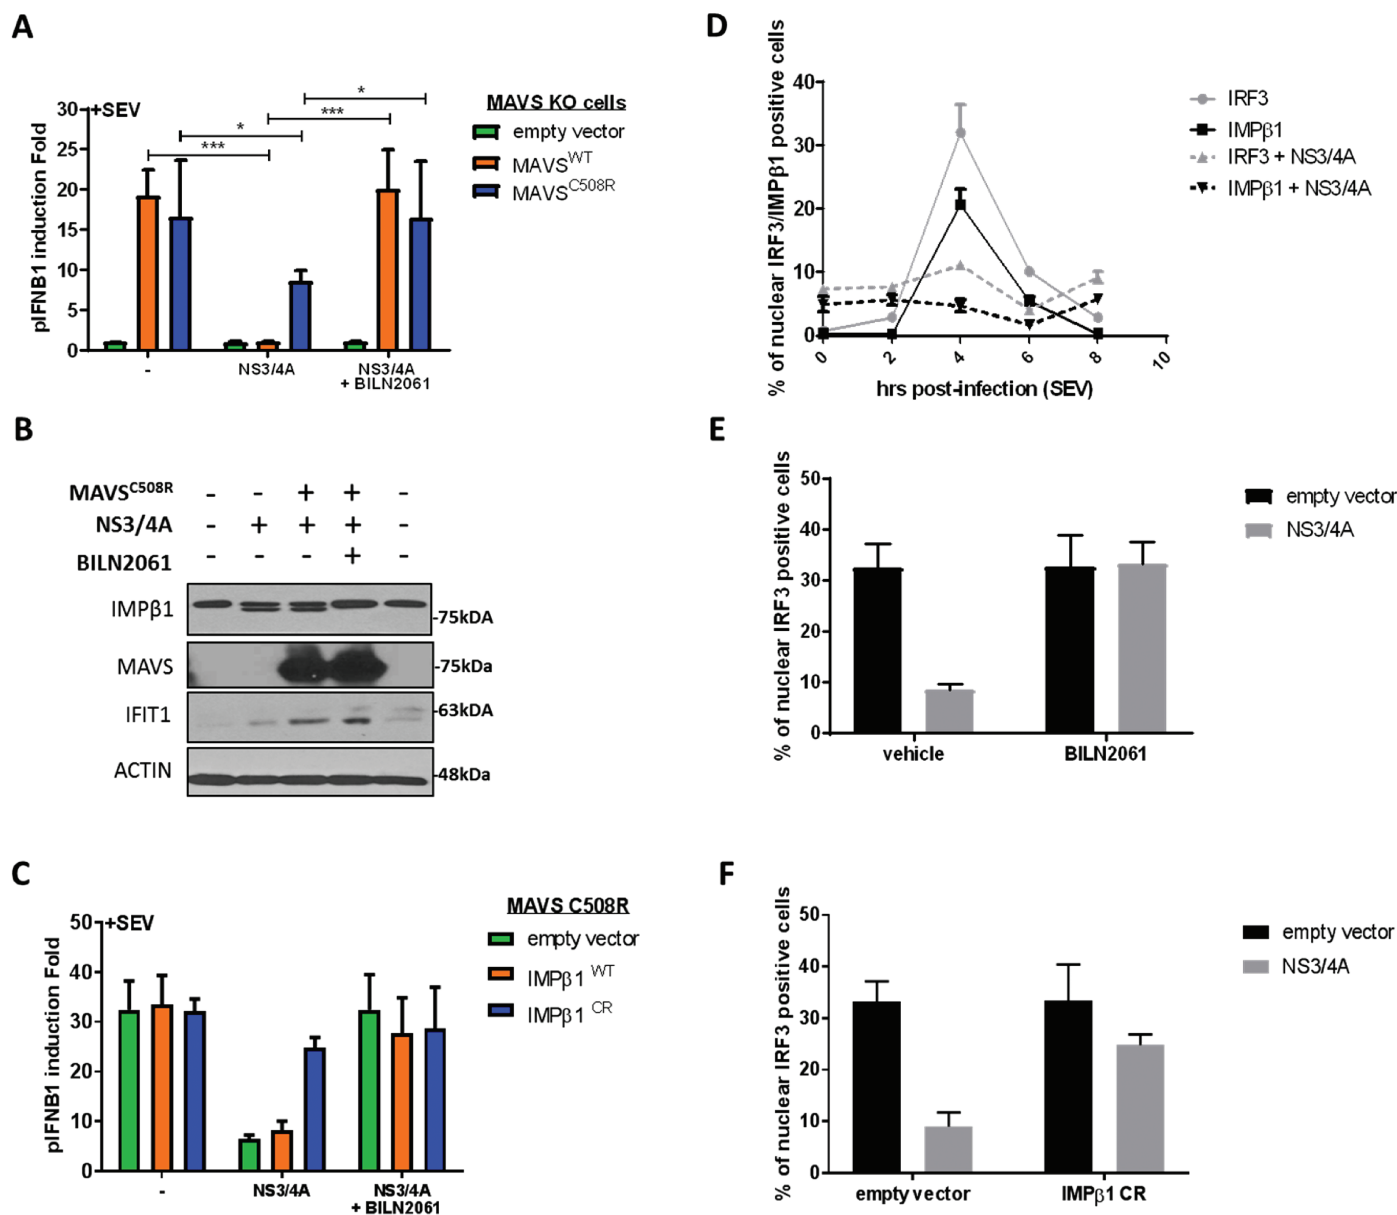 A
+SEV
pIFNB1 induction Fold
30
25
20
15
10
5
0
*
***
*
***
-
NS3/4A
NS3/4A
+ BILN2061
MAVS KO cells
empty vector
MAVSWT
MAVSC508R
B
MAVSC508R - - + + -
NS3/4A - + + + -
BILN2061 - - - + -
IMPβ1 -75kDA
MAVS -75kDa
IFIT1 -63kDA
ACTIN -48kDa
C
+SEV
pIFNB1 induction Fold
50
40
30
20
10
0
-
NS3/4A
NS3/4A
+ BILN2061
MAVS C508R
empty vector
IMPβ1 WT
IMPβ1 CR
D
% of nuclear IRF3/IMPβ1 positive cells
40
30
20
10
0
0 2 4 6 8 10
hrs post-infection (SEV)
IRF3
IMPβ1
IRF3 + NS3/4A
IMPβ1 + NS3/4A
E
% of nuclear IRF3 positive cells
50
40
30
20
10
0
vehicle BILN2061
empty vector
NS3/4A
F
% of nuclear IRF3 positive cells
50
40
30
20
10
0
empty vector IMPβ1 CR
empty vector
NS3/4A